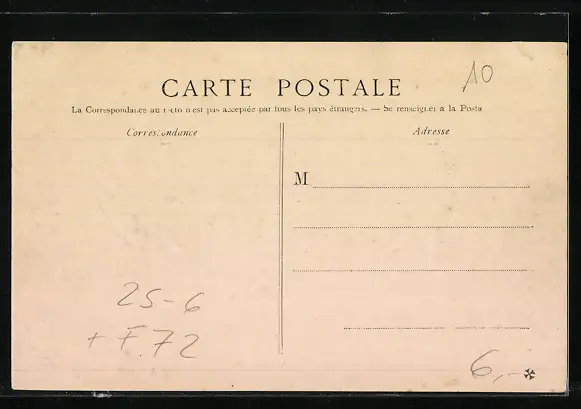 10
CARTE POSTALE
La Correspondance au recto n'est pas acceptée par tous les pays étrangers. — Se renseigner à la Poste
Correspondance
Adresse
M
25-6
+ F 72
6,-